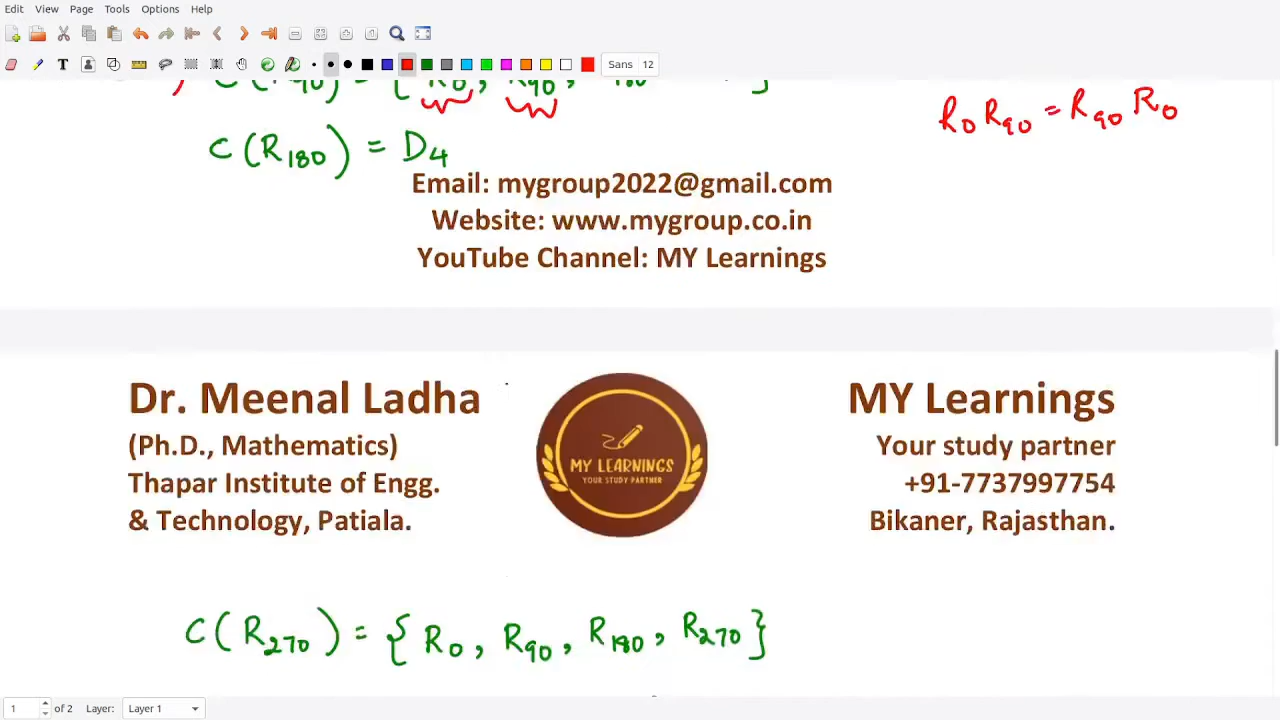 Edit View Page Tools Options Help
T Sans 12
R₀ R₉₀ = R₉₀ R₀
C(R₁₈₀) = D₄
Email: mygroup2022@gmail.com
Website: www.mygroup.co.in
YouTube Channel: MY Learnings
Dr. Meenal Ladha
(Ph.D., Mathematics)
Thapar Institute of Engg.
& Technology, Patiala.
MY LEARNINGS
YOUR STUDY PARTNER
MY Learnings
Your study partner
+91-7737997754
Bikaner, Rajasthan.
C(R₂₇₀) = { R₀, R₉₀, R₁₈₀, R₂₇₀ }
1 of 2 Layer: Layer 1